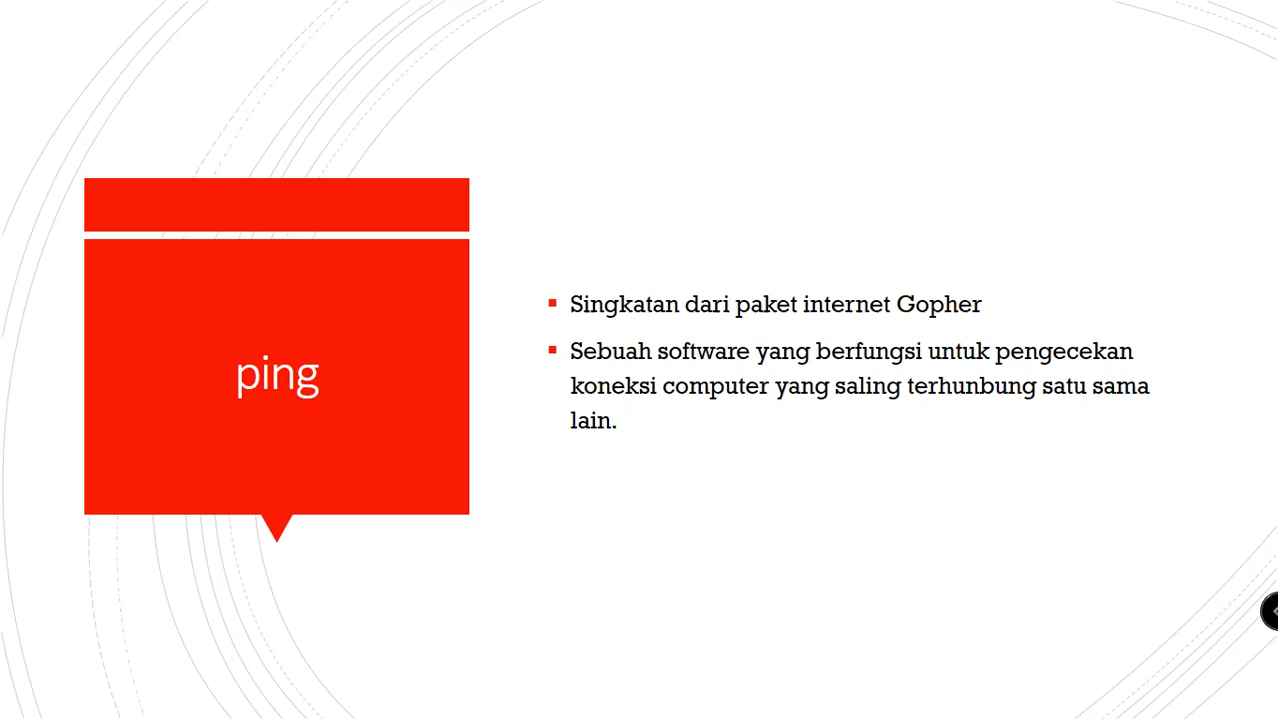 ping
Singkatan dari paket internet Gopher
Sebuah software yang berfungsi untuk pengecekan
koneksi computer yang saling terhunbung satu sama
lain.